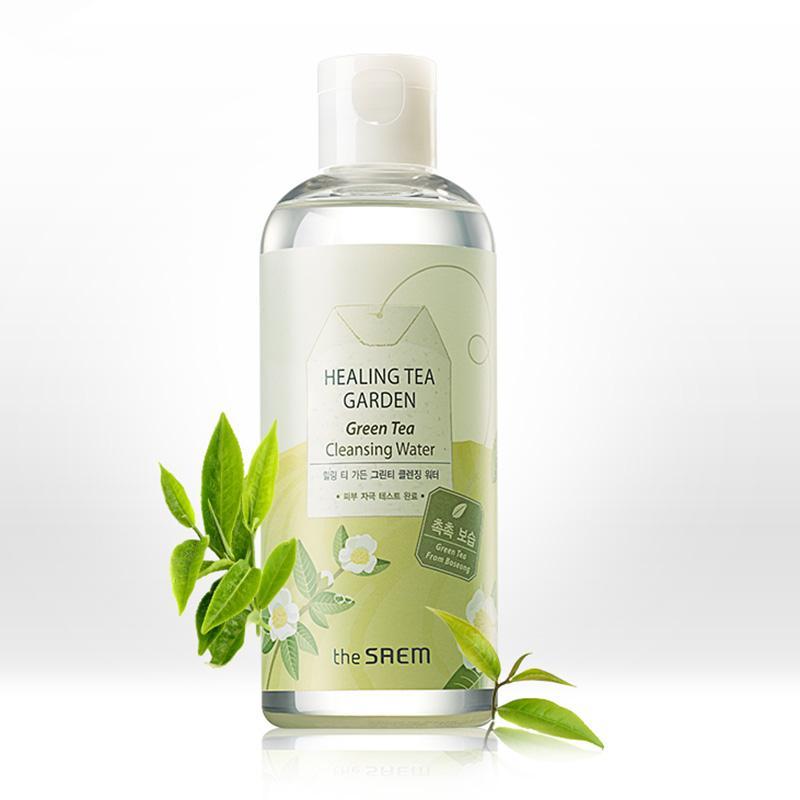 HEALING TEA
GARDEN
Green Tea
Cleansing Water
힐링 티 가든 그린티 클렌징 워터
• 피부 자극 테스트 완료 •
촉촉 보습
Green Tea
From Boseong
the SAEM